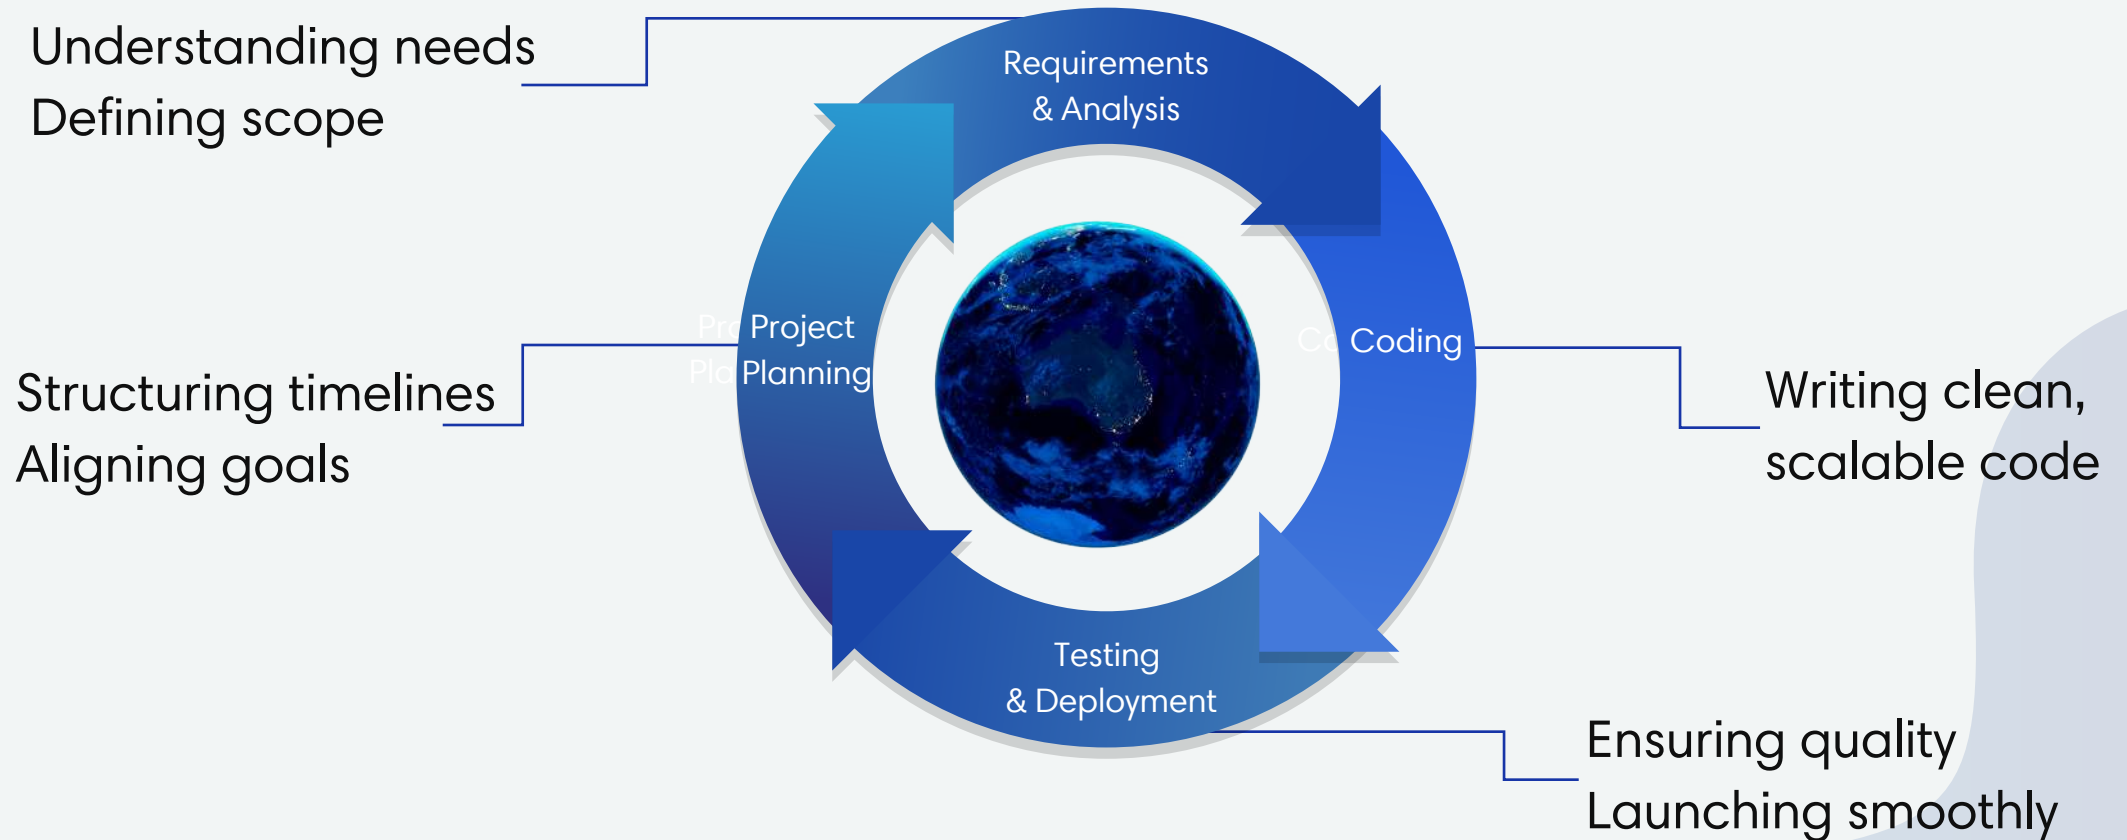 Understanding needs
Defining scope
Requirements
& Analysis
Project
Planning
Structuring timelines
Aligning goals
Coding
Writing clean,
scalable code
Testing
& Deployment
Ensuring quality
Launching smoothly